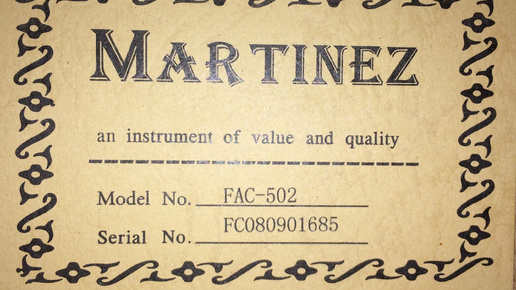 MARTINEZ
an instrument of value and quality
Model No. FAC-502
Serial No. FC080901685